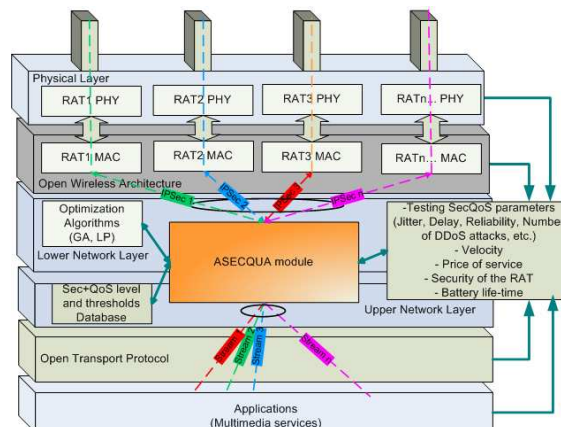 Physical Layer
RAT1 PHY
RAT2 PHY
RAT3 PHY
RATn.... PHY
RAT1 MAC
RAT2 MAC
RAT3 MAC
RATn.... MAC
Open Wireless Architecture
IPSec 1
IPSec 2
IPSec 3
IPSec n
Optimization
Algorithms
(GA, LP)
Lower Network Layer
ASECQUA module
-Testing SecQoS parameters
(Jitter, Delay, Reliability, Number
of DDoS attacks, etc.)
- Velocity
- Price of service
- Security of the RAT
- Battery life-time
Sec+QoS level
and thresholds
Database
Upper Network Layer
Stream 1
Stream 2
Stream 3
Stream n
Open Transport Protocol
Applications
(Multimedia services)